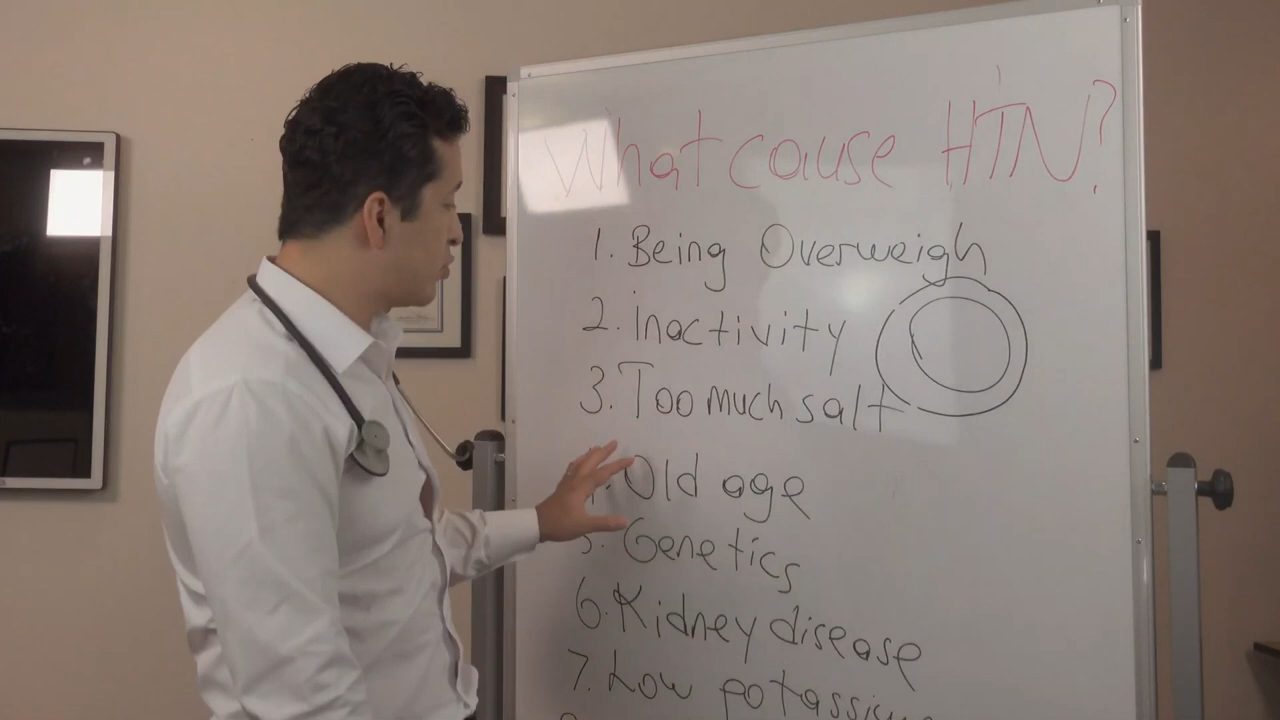 What cause HTN?
1. Being Overweigh
2. inactivity
3. Too much salt
4. Old age
5. Genetics
6. Kidney disease
7. Low potassium